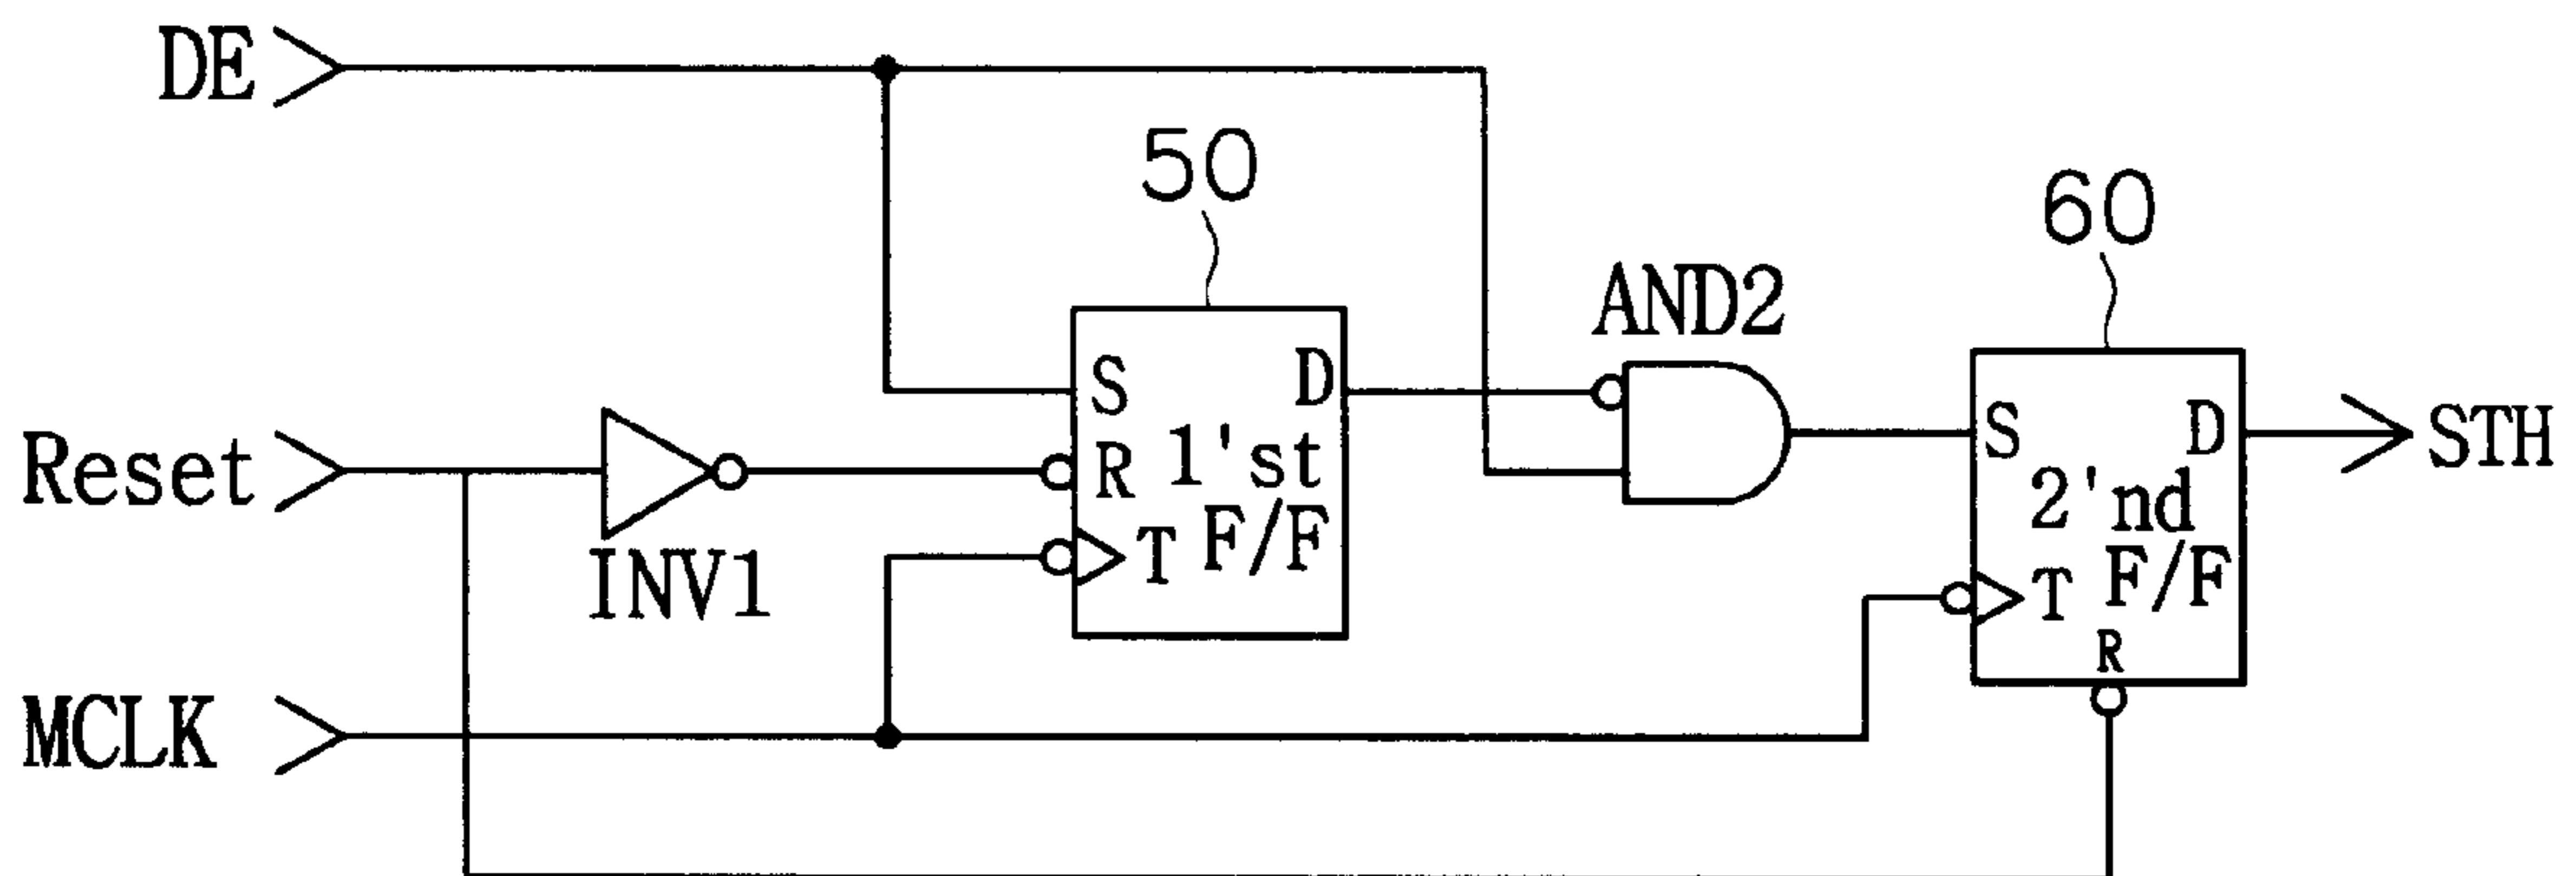 DE
50
60
AND2
S
D
1'st
R
F/F
T
S
D
2'nd
F/F
T
R
STH
Reset
INV1
MCLK